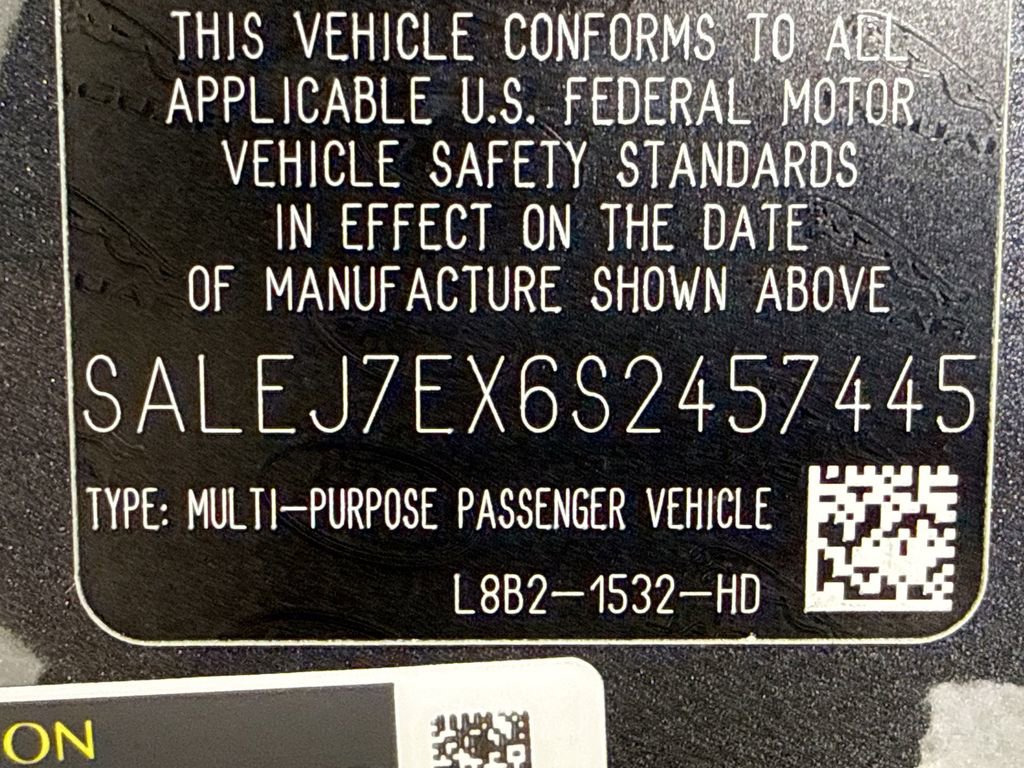 THIS VEHICLE CONFORMS TO ALL
APPLICABLE U.S. FEDERAL MOTOR
VEHICLE SAFETY STANDARDS
IN EFFECT ON THE DATE
OF MANUFACTURE SHOWN ABOVE
SALEJ7EX6S2457445
TYPE: MULTI-PURPOSE PASSENGER VEHICLE
L8B2-1532-HD
ON